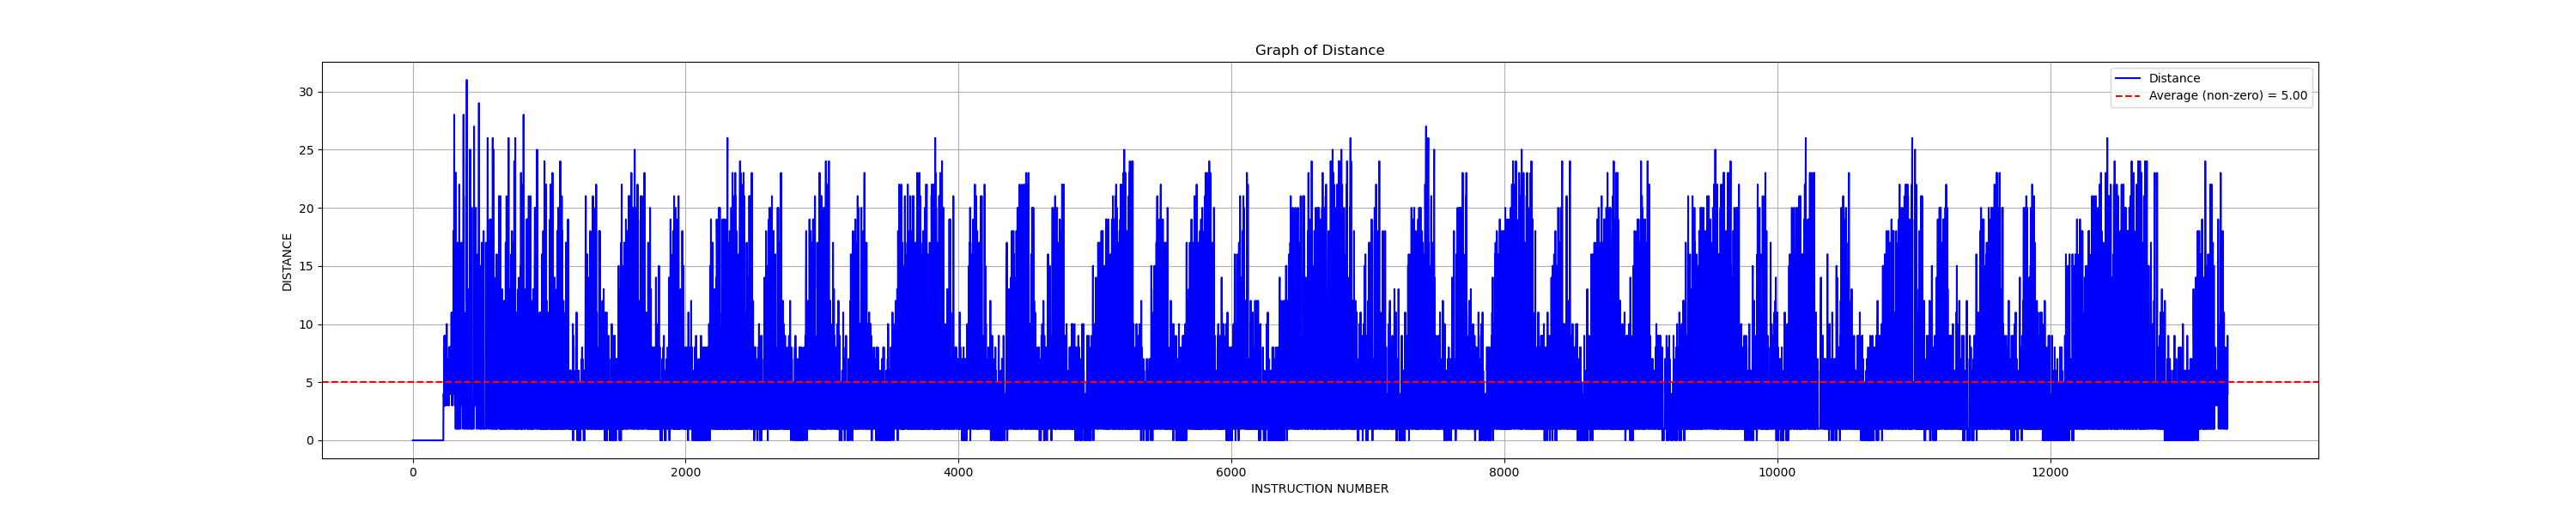 Graph of Distance
Distance
Average (non-zero) = 5.00
DISTANCE
30
25
20
15
10
5
0
0 2000 4000 6000 8000 10000 12000
INSTRUCTION NUMBER